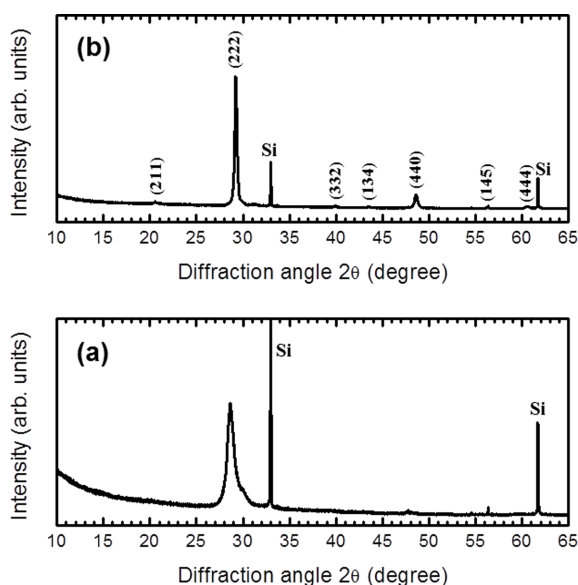 (b)
Intensity (arb. units)
(211)
(222)
Si
(332)
(134)
(440)
(145)
(444)
Si
10 15 20 25 30 35 40 45 50 55 60 65
Diffraction angle 2θ (degree)
(a)
Intensity (arb. units)
Si
Si
10 15 20 25 30 35 40 45 50 55 60 65
Diffraction angle 2θ (degree)